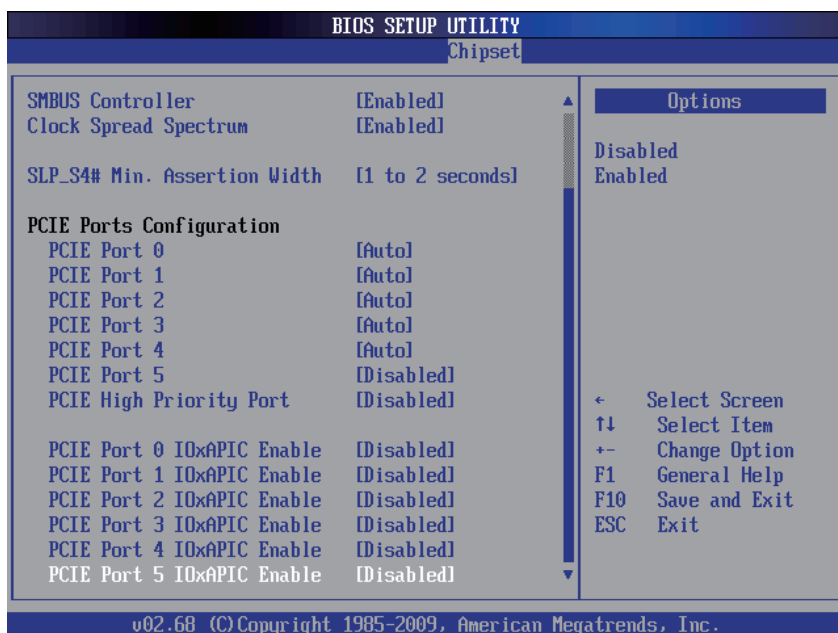 BIOS SETUP UTILITY
Chipset
SMBUS Controller [Enabled]
Clock Spread Spectrum [Enabled]
SLP_S4# Min. Assertion Width [1 to 2 seconds]
PCIE Ports Configuration
PCIE Port 0 [Auto]
PCIE Port 1 [Auto]
PCIE Port 2 [Auto]
PCIE Port 3 [Auto]
PCIE Port 4 [Auto]
PCIE Port 5 [Disabled]
PCIE High Priority Port [Disabled]
PCIE Port 0 IOxAPIC Enable [Disabled]
PCIE Port 1 IOxAPIC Enable [Disabled]
PCIE Port 2 IOxAPIC Enable [Disabled]
PCIE Port 3 IOxAPIC Enable [Disabled]
PCIE Port 4 IOxAPIC Enable [Disabled]
PCIE Port 5 IOxAPIC Enable [Disabled]
Options
Disabled
Enabled
← Select Screen
↑↓ Select Item
+- Change Option
F1 General Help
F10 Save and Exit
ESC Exit
v02.68 (C)Copyright 1985-2009, American Megatrends, Inc.